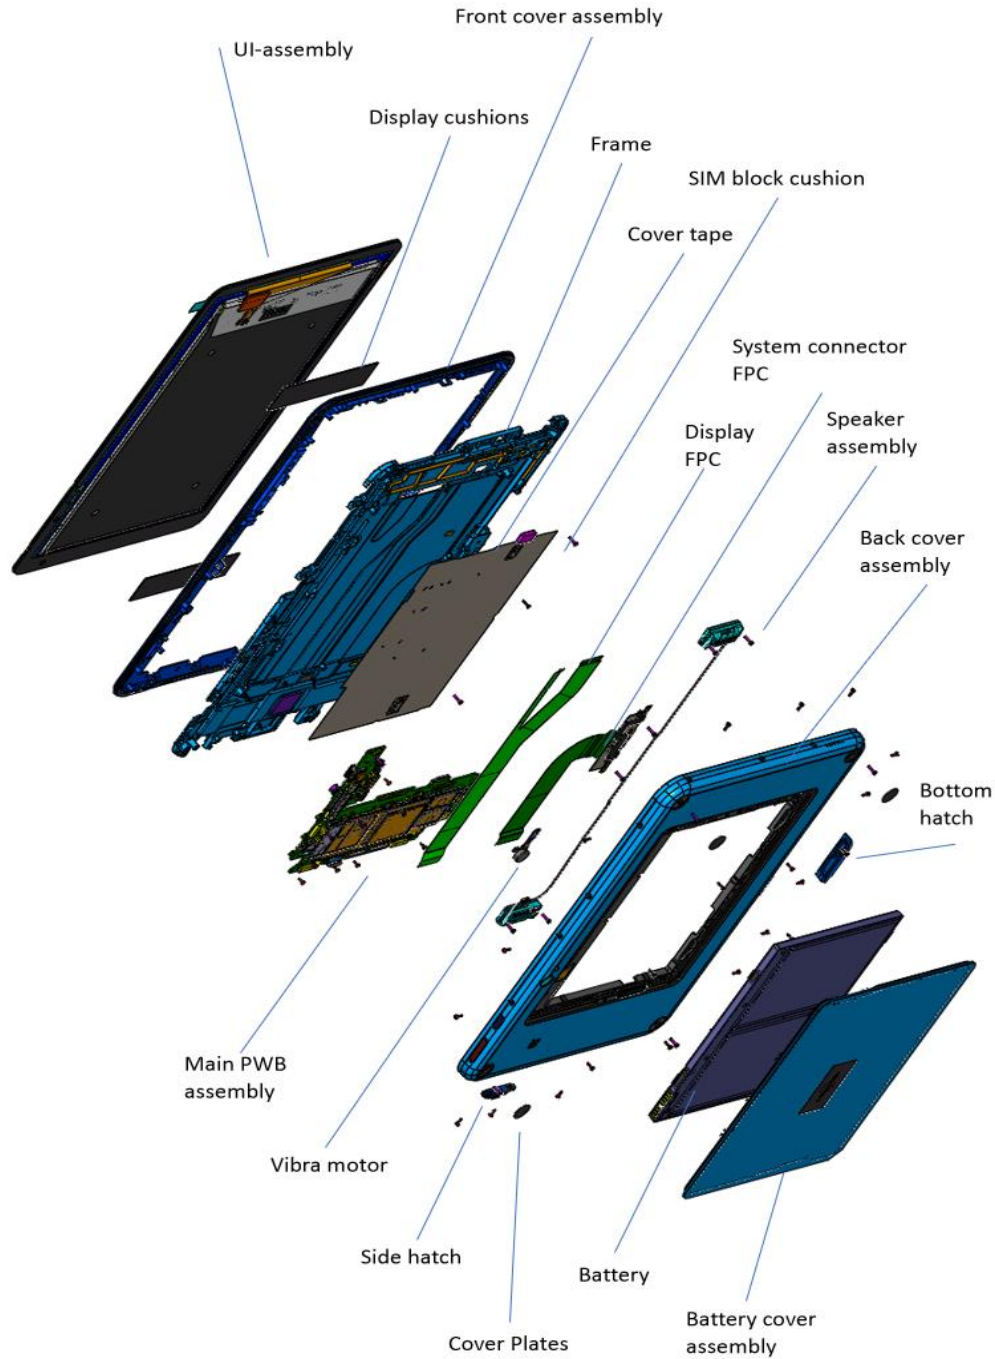 Front cover assembly
UI-assembly
Display cushions
Frame
SIM block cushion
Cover tape
System connector
FPC
Speaker
assembly
Display
FPC
Back cover
assembly
Bottom
hatch
Main PWB
assembly
Vibra motor
Side hatch
Battery
Cover Plates
Battery cover
assembly